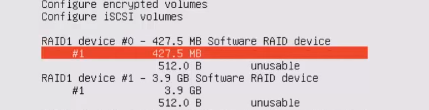 Configure encrypted volumes
Configure iSCSI volumes
RAID1 device #0 - 427.5 MB Software RAID device
#1 427.5 MB
512.0 B unusable
RAID1 device #1 - 3.9 GB Software RAID device
#1 3.9 GB
512.0 B unusable